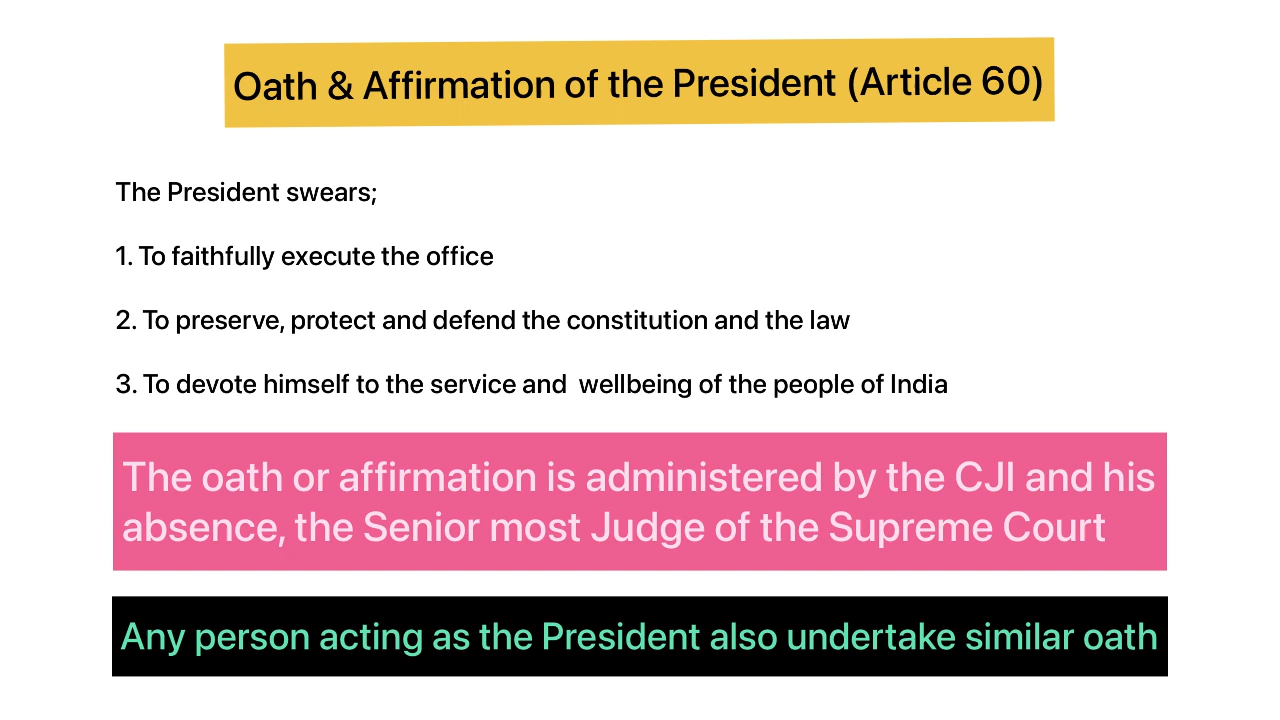 Oath & Affirmation of the President (Article 60)
The President swears;
1. To faithfully execute the office
2. To preserve, protect and defend the constitution and the law
3. To devote himself to the service and  wellbeing of the people of India
The oath or affirmation is administered by the CJI and his
absence, the Senior most Judge of the Supreme Court
Any person acting as the President also undertake similar oath